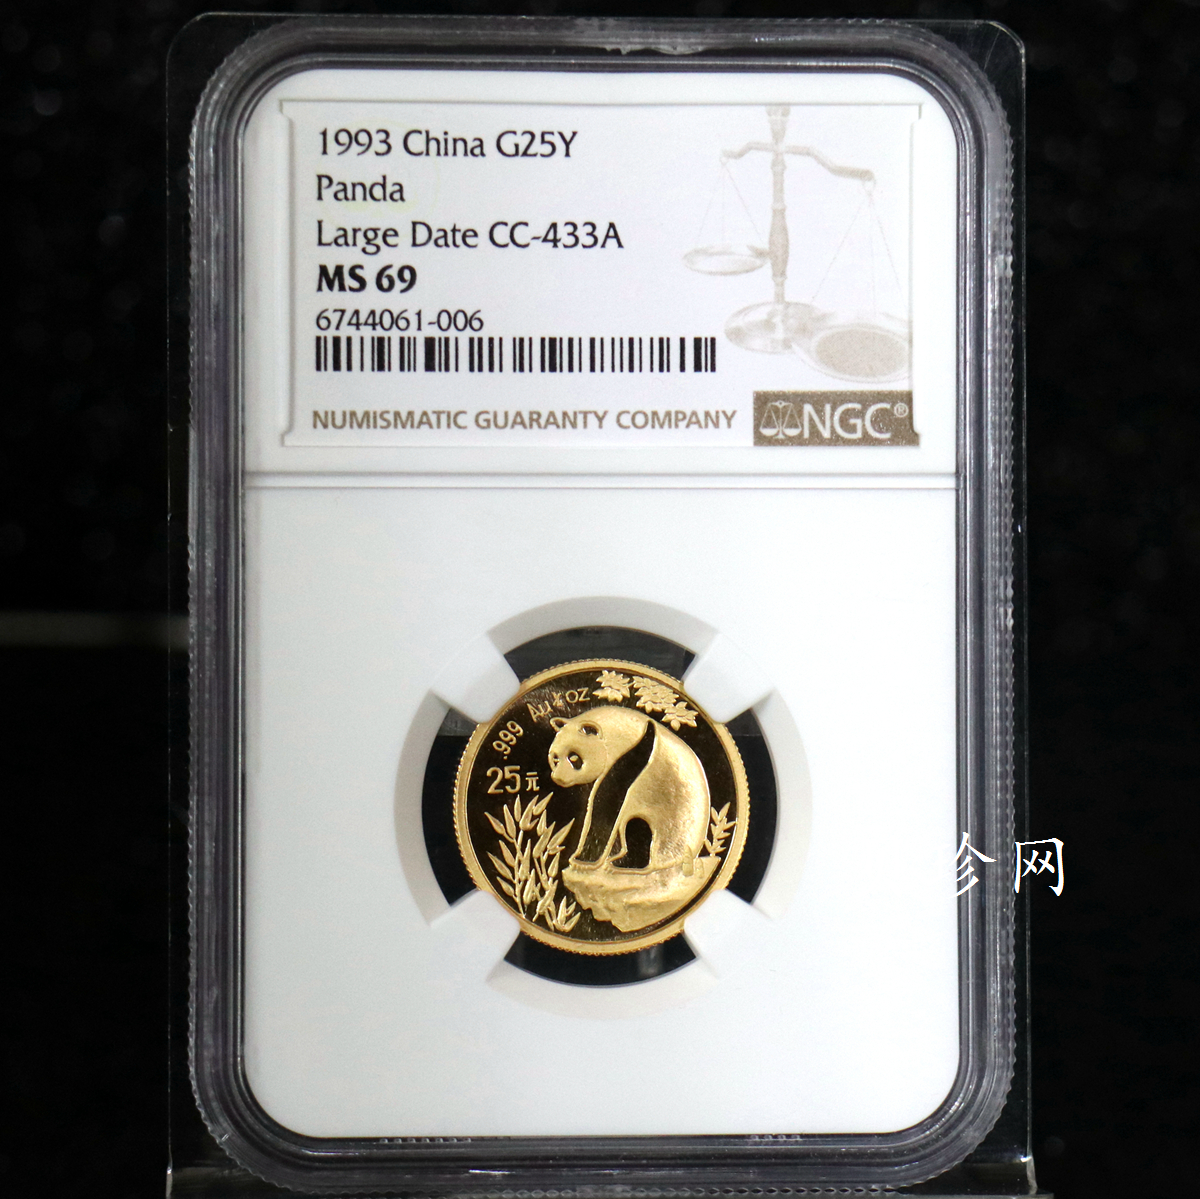 1993 China G25Y
Panda
Large Date CC-433A
MS 69
6744061-006
NUMISMATIC GUARANTY COMPANY
NGC®
.999 Au ¼ oz
25元
网